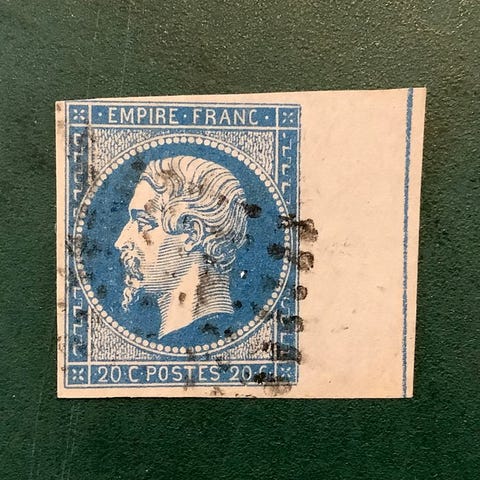 EMPIRE · FRANC ·
20 C · POSTES · 20 C ·